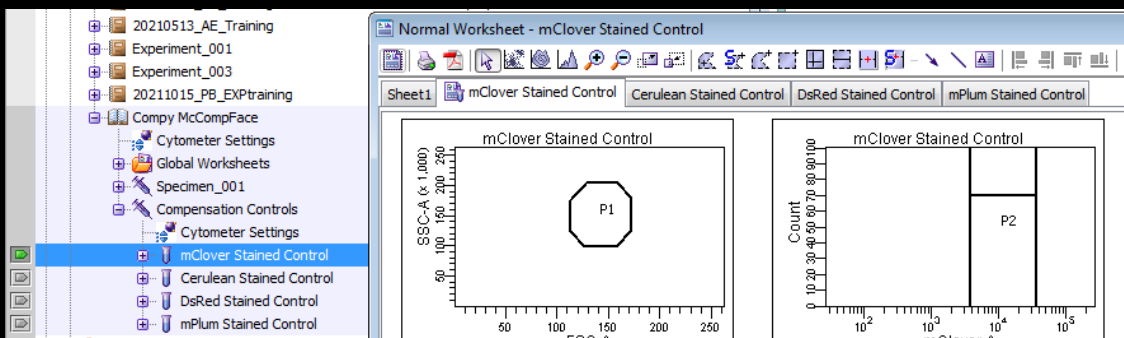 20210513_AE_Training
Experiment_001
Experiment_003
20211015_PB_EXPtraining
Compy McCompFace
Cytometer Settings
Global Worksheets
Specimen_001
Compensation Controls
Cytometer Settings
mClover Stained Control
Cerulean Stained Control
DsRed Stained Control
mPlum Stained Control
Normal Worksheet - mClover Stained Control
Sheet1 mClover Stained Control Cerulean Stained Control DsRed Stained Control mPlum Stained Control
mClover Stained Control
SSC-A (x 1,000)
50 100 150 200 250
P1
50 100 150 200 250
mClover Stained Control
Count
0 10 20 30 40 50 60 70 80 90 100
P2
10² 10³ 10⁴ 10⁵